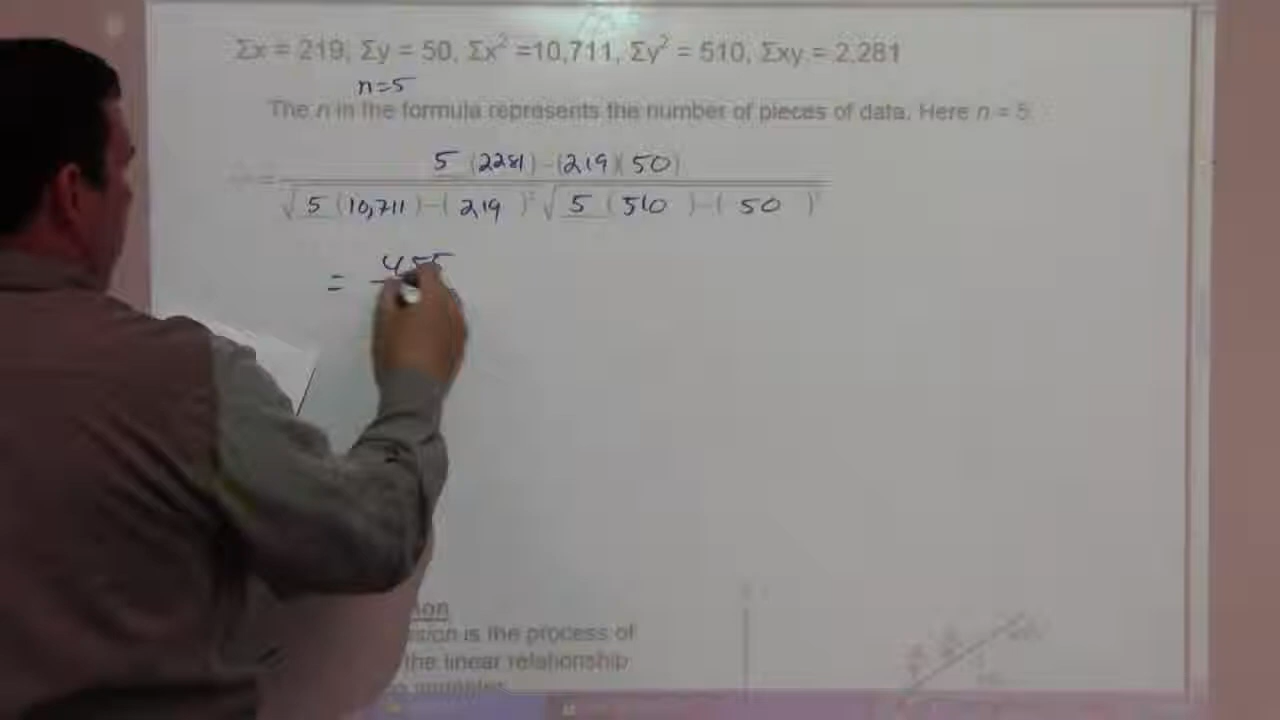 Σx = 219, Σy = 50, Σx² =10,711, Σy² = 510, Σxy = 2,281
n=5
The n in the formula represents the number of pieces of data. Here n = 5
5 (2281) - (219)(50)
√ 5 (10,711) - (219)² √ 5 (510) - (50)²
= 455
is the process of
the linear relationship